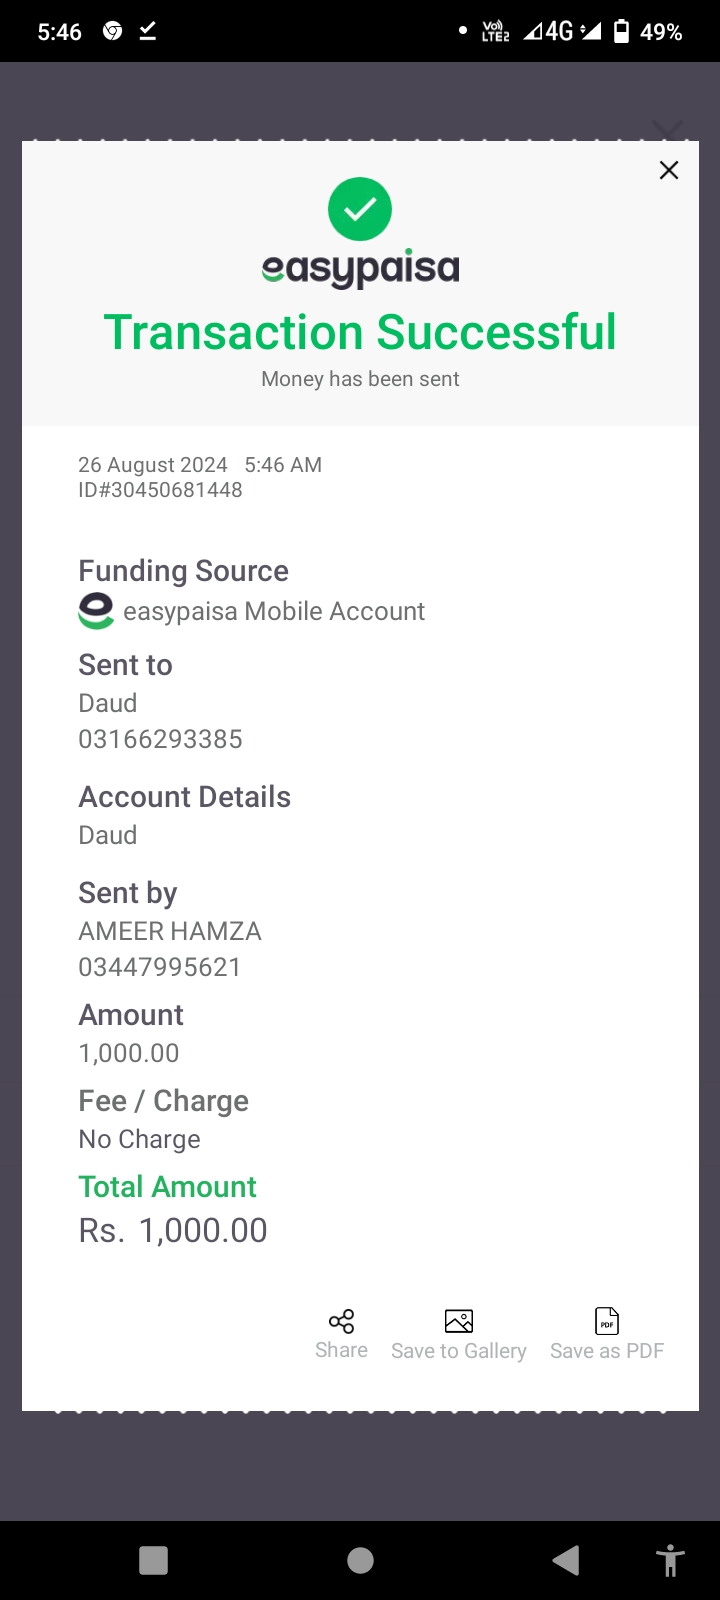 5:46
Vo)) LTE2 4G 49%
easypaisa
Transaction Successful
Money has been sent
26 August 2024 5:46 AM
ID#30450681448
Funding Source
easypaisa Mobile Account
Sent to
Daud
03166293385
Account Details
Daud
Sent by
AMEER HAMZA
03447995621
Amount
1,000.00
Fee / Charge
No Charge
Total Amount
Rs. 1,000.00
PDF
Share Save to Gallery Save as PDF